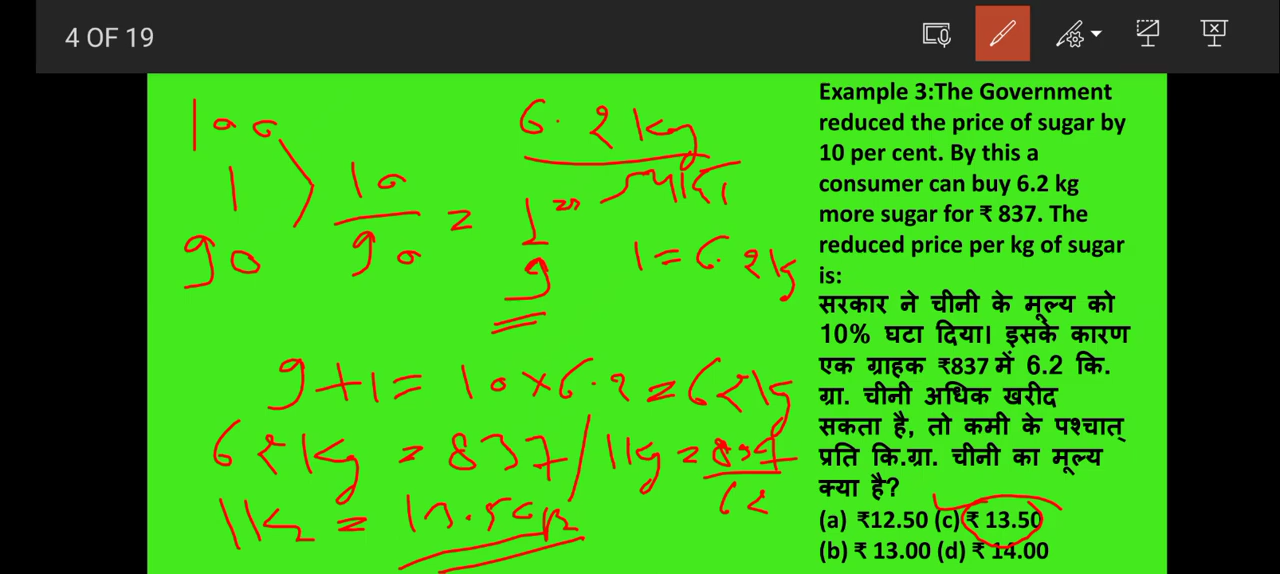 4 OF 19
100
1
90
10
90
=
1
9
6.2 kg
1 = 6.2 kg
9 + 1 = 10 × 6.2 = 62 kg
62 kg = 837 / 1kg = 837
62
1kg = 13.50
Example 3:The Government
reduced the price of sugar by
10 per cent. By this a
consumer can buy 6.2 kg
more sugar for ₹ 837. The
reduced price per kg of sugar
is:
सरकार ने चीनी के मूल्य को
10% घटा दिया। इसके कारण
एक ग्राहक ₹837 में 6.2 कि.
ग्रा. चीनी अधिक खरीद
सकता है, तो कमी के पश्चात्
प्रति कि.ग्रा. चीनी का मूल्य
क्या है?
(a) ₹12.50 (c) ₹ 13.50
(b) ₹ 13.00 (d) ₹ 14.00